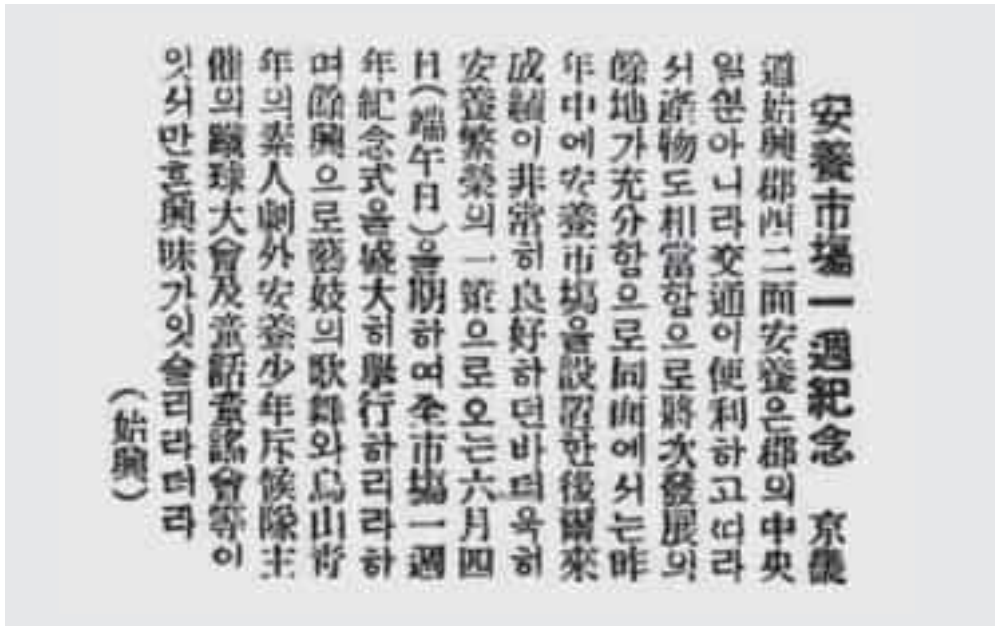 安養市場一週紀念 京畿
道始興郡西二面安養은郡의中央
일ᄲᅮᆫ아니라交通이便利하고ᄯᅡ라
서產物도相當함으로將次發展의
餘地가充分함으로同面에서는昨
年中에安養市場을設置한後爾來
成績이非常히良好하던바더욱히
安養繁榮의一策으로오는六月四
日(端午日)을期하여仝市場一週
年紀念式을盛大히擧行하리라하
며餘興으로藝妓의歌舞와烏山靑
年의素人劇外安養少年斥候隊主
催의蹴球大會及童話童謠會等이
잇서만흔興味가잇슬리라더라
(始興)